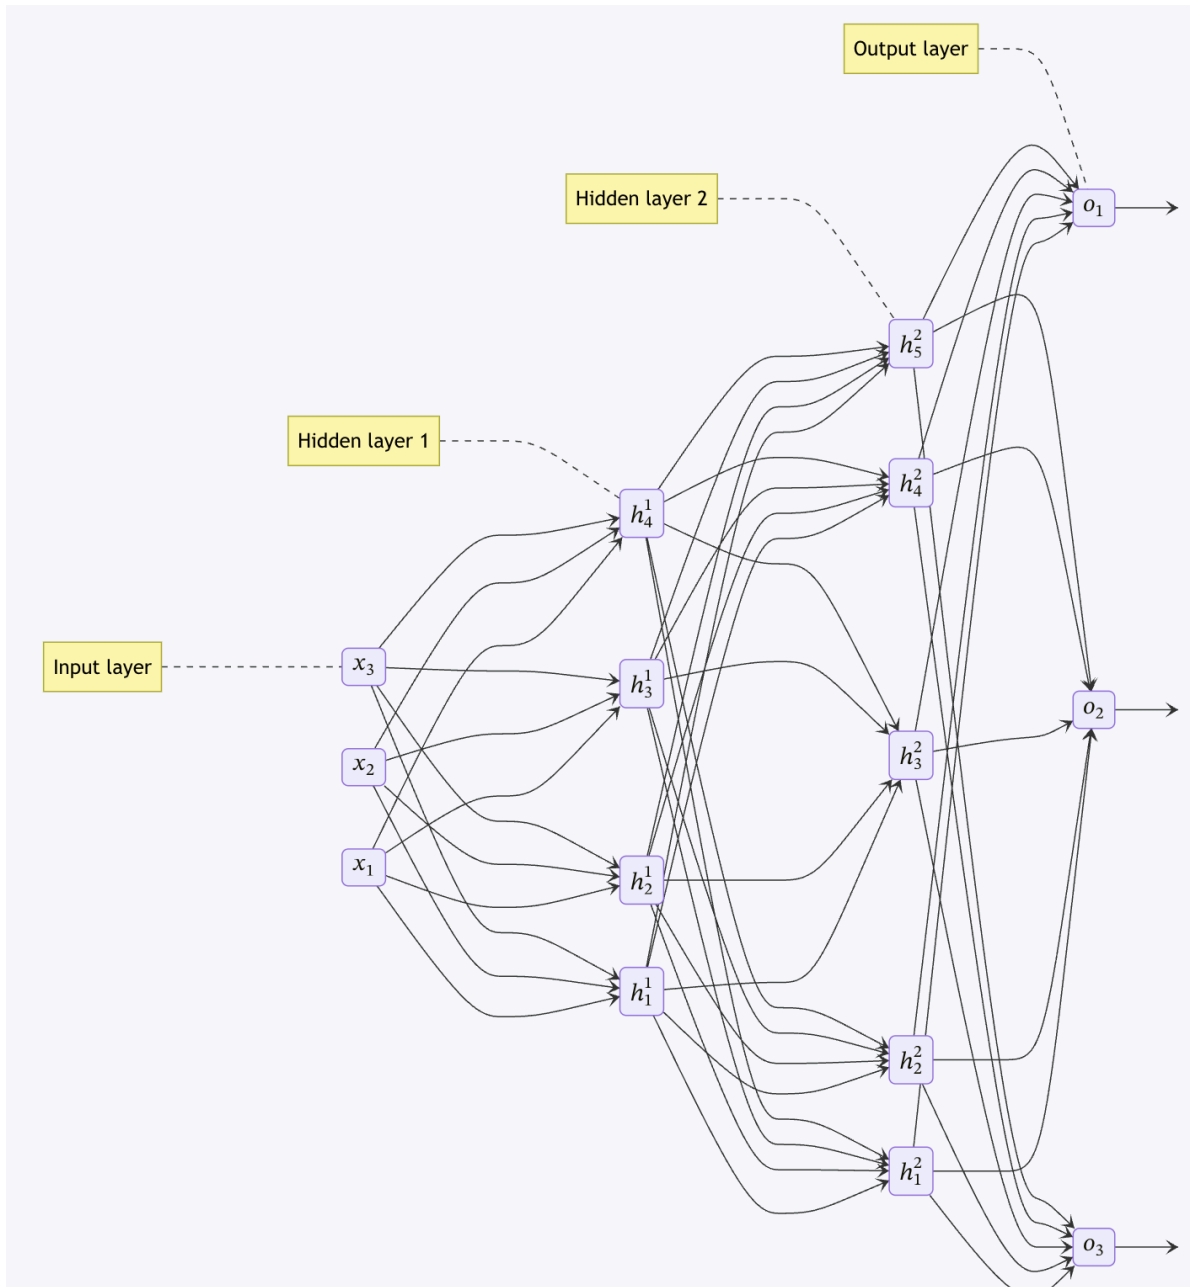 Output layer
Hidden layer 2
o₁
h₅²
Hidden layer 1
h₄²
h₄¹
Input layer
x₃
h₃¹
o₂
h₃²
x₂
x₁
h₂¹
h₁¹
h₂²
h₁²
o₃